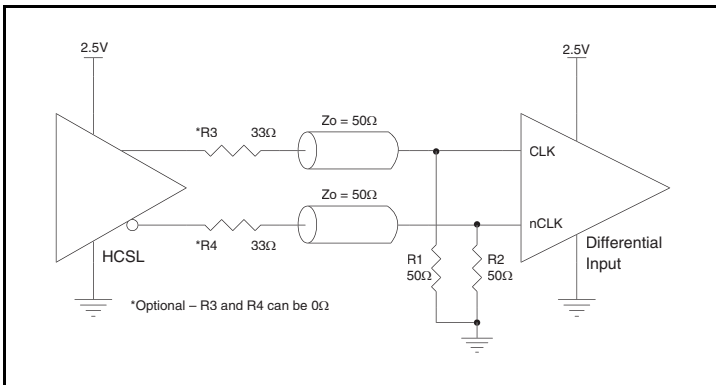 2.5V
2.5V
*R3 33Ω
Zo = 50Ω
CLK
Zo = 50Ω
nCLK
*R4 33Ω
HCSL
R1
50Ω
R2
50Ω
Differential
Input
*Optional – R3 and R4 can be 0Ω